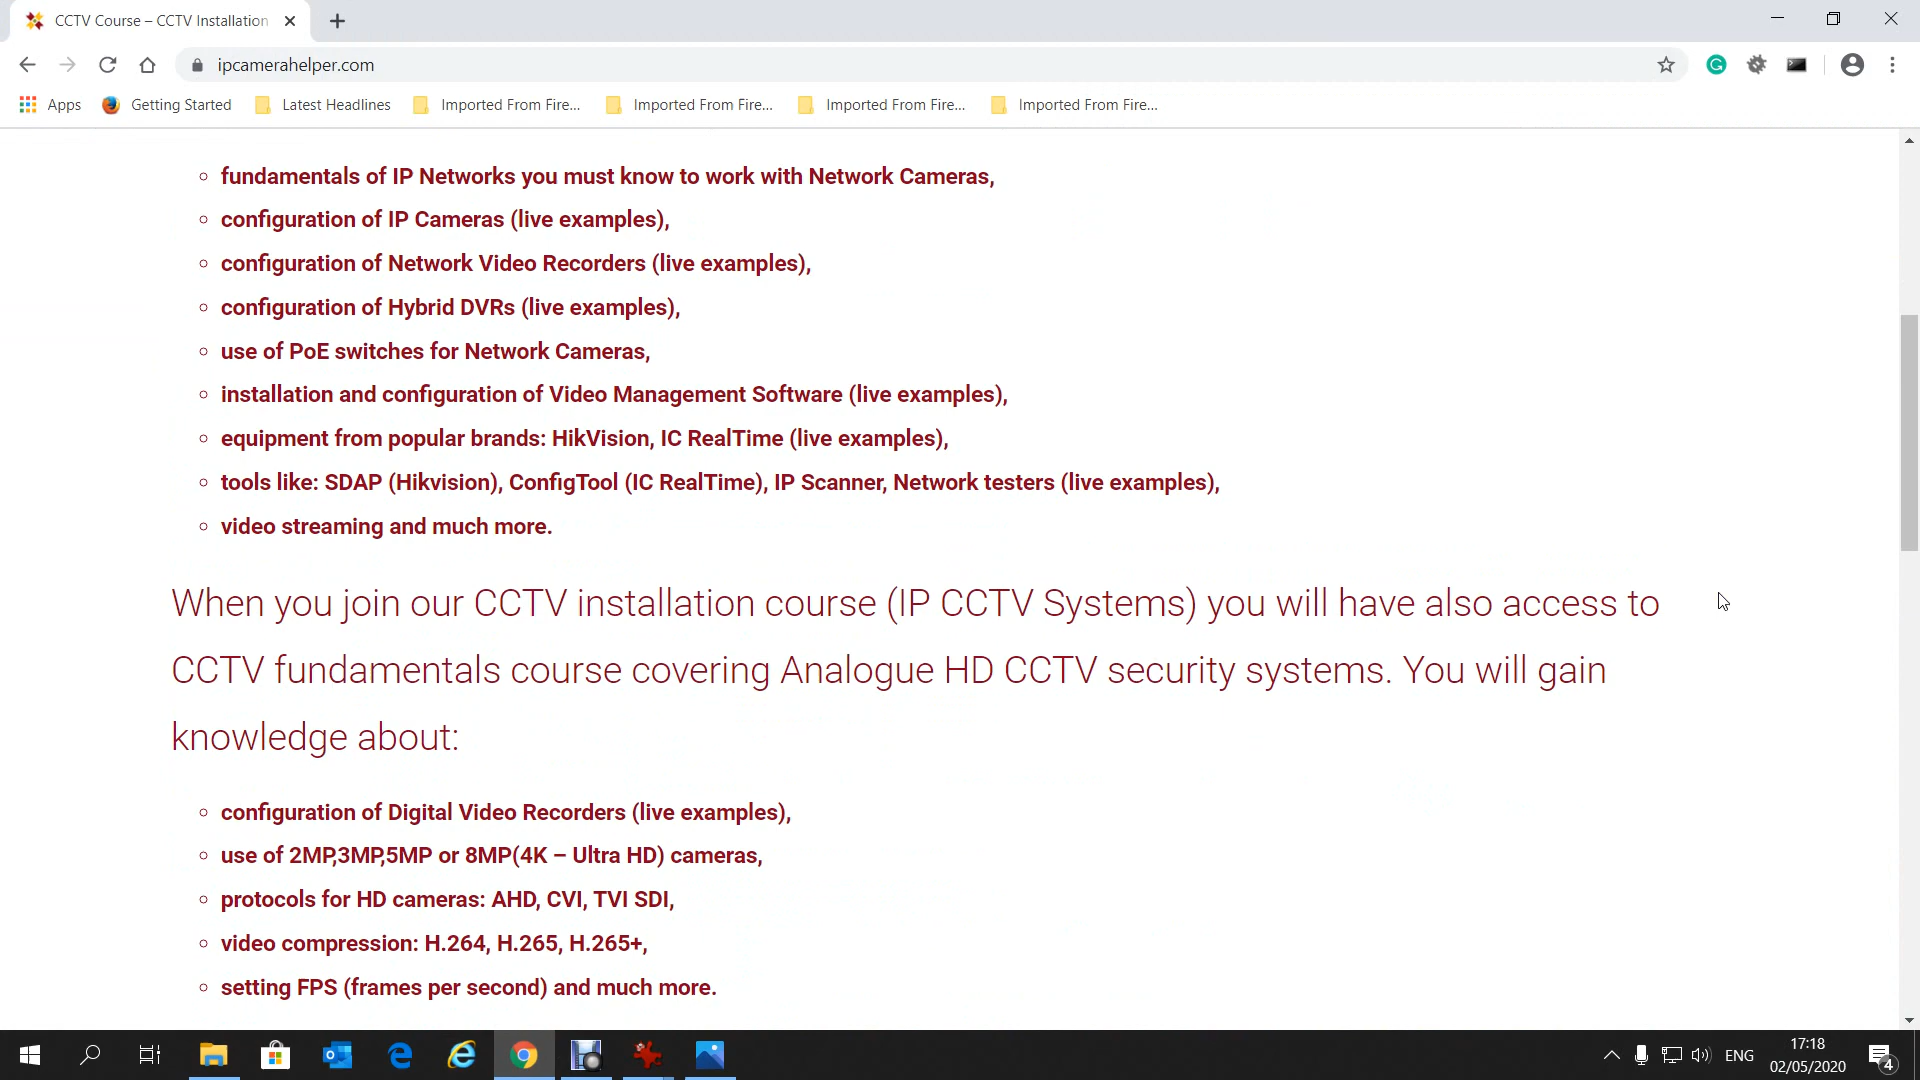 CCTV Course – CCTV Installation
ipcamerahelper.com
Apps Getting Started Latest Headlines Imported From Fire... Imported From Fire... Imported From Fire... Imported From Fire...
fundamentals of IP Networks you must know to work with Network Cameras,
configuration of IP Cameras (live examples),
configuration of Network Video Recorders (live examples),
configuration of Hybrid DVRs (live examples),
use of PoE switches for Network Cameras,
installation and configuration of Video Management Software (live examples),
equipment from popular brands: HikVision, IC RealTime (live examples),
tools like: SDAP (Hikvision), ConfigTool (IC RealTime), IP Scanner, Network testers (live examples),
video streaming and much more.
When you join our CCTV installation course (IP CCTV Systems) you will have also access to
CCTV fundamentals course covering Analogue HD CCTV security systems. You will gain
knowledge about:
configuration of Digital Video Recorders (live examples),
use of 2MP,3MP,5MP or 8MP(4K – Ultra HD) cameras,
protocols for HD cameras: AHD, CVI, TVI SDI,
video compression: H.264, H.265, H.265+,
setting FPS (frames per second) and much more.
ENG
17:18
02/05/2020
4